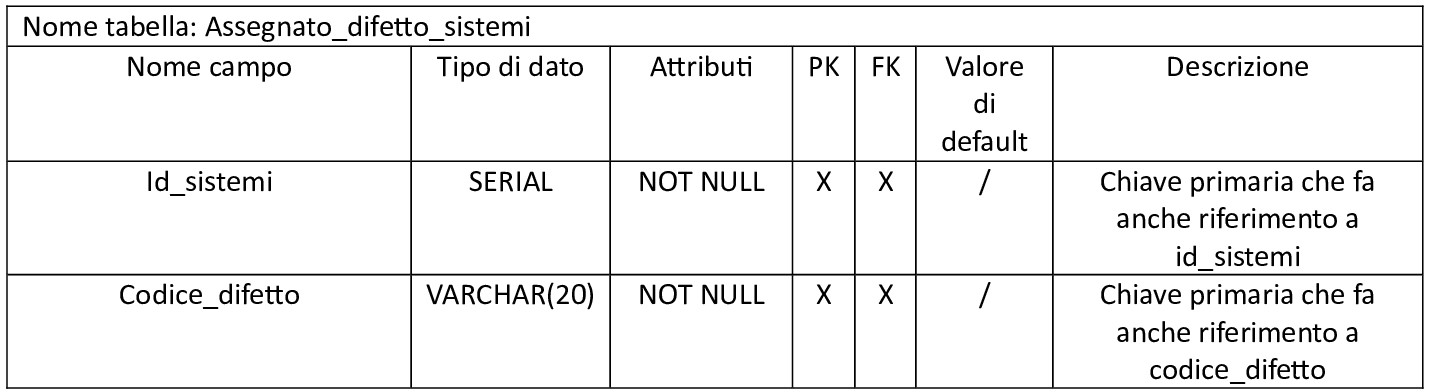 Nome tabella: Assegnato_difetto_sistemi
Nome campo Tipo di dato Attributi PK FK Valore di default Descrizione
Id_sistemi SERIAL NOT NULL X X / Chiave primaria che fa anche riferimento a id_sistemi
Codice_difetto VARCHAR(20) NOT NULL X X / Chiave primaria che fa anche riferimento a codice_difetto